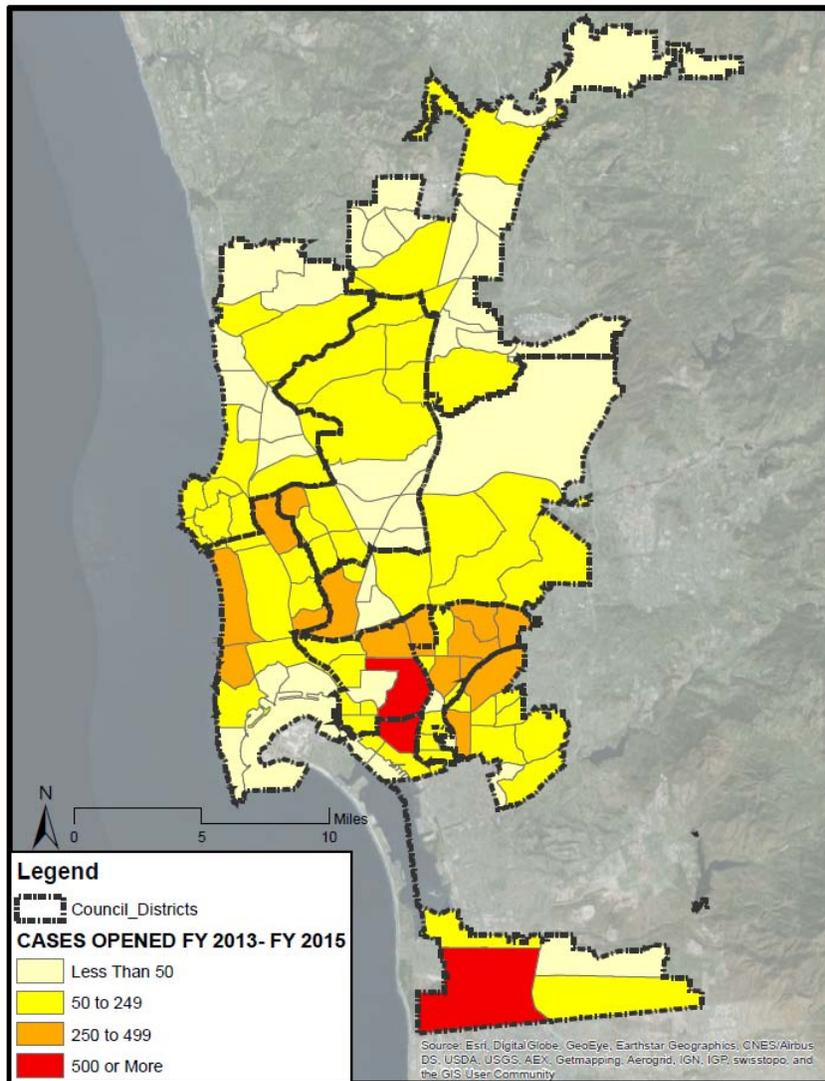 N
Miles
0 5 10
Legend
Council_Districts
CASES OPENED FY 2013- FY 2015
Less Than 50
50 to 249
250 to 499
500 or More
Source: Esri, DigitalGlobe, GeoEye, Earthstar Geographics, CNES/Airbus
DS, USDA, USGS, AEX, Getmapping, Aerogrid, IGN, IGP, swisstopo, and
the GIS User Community